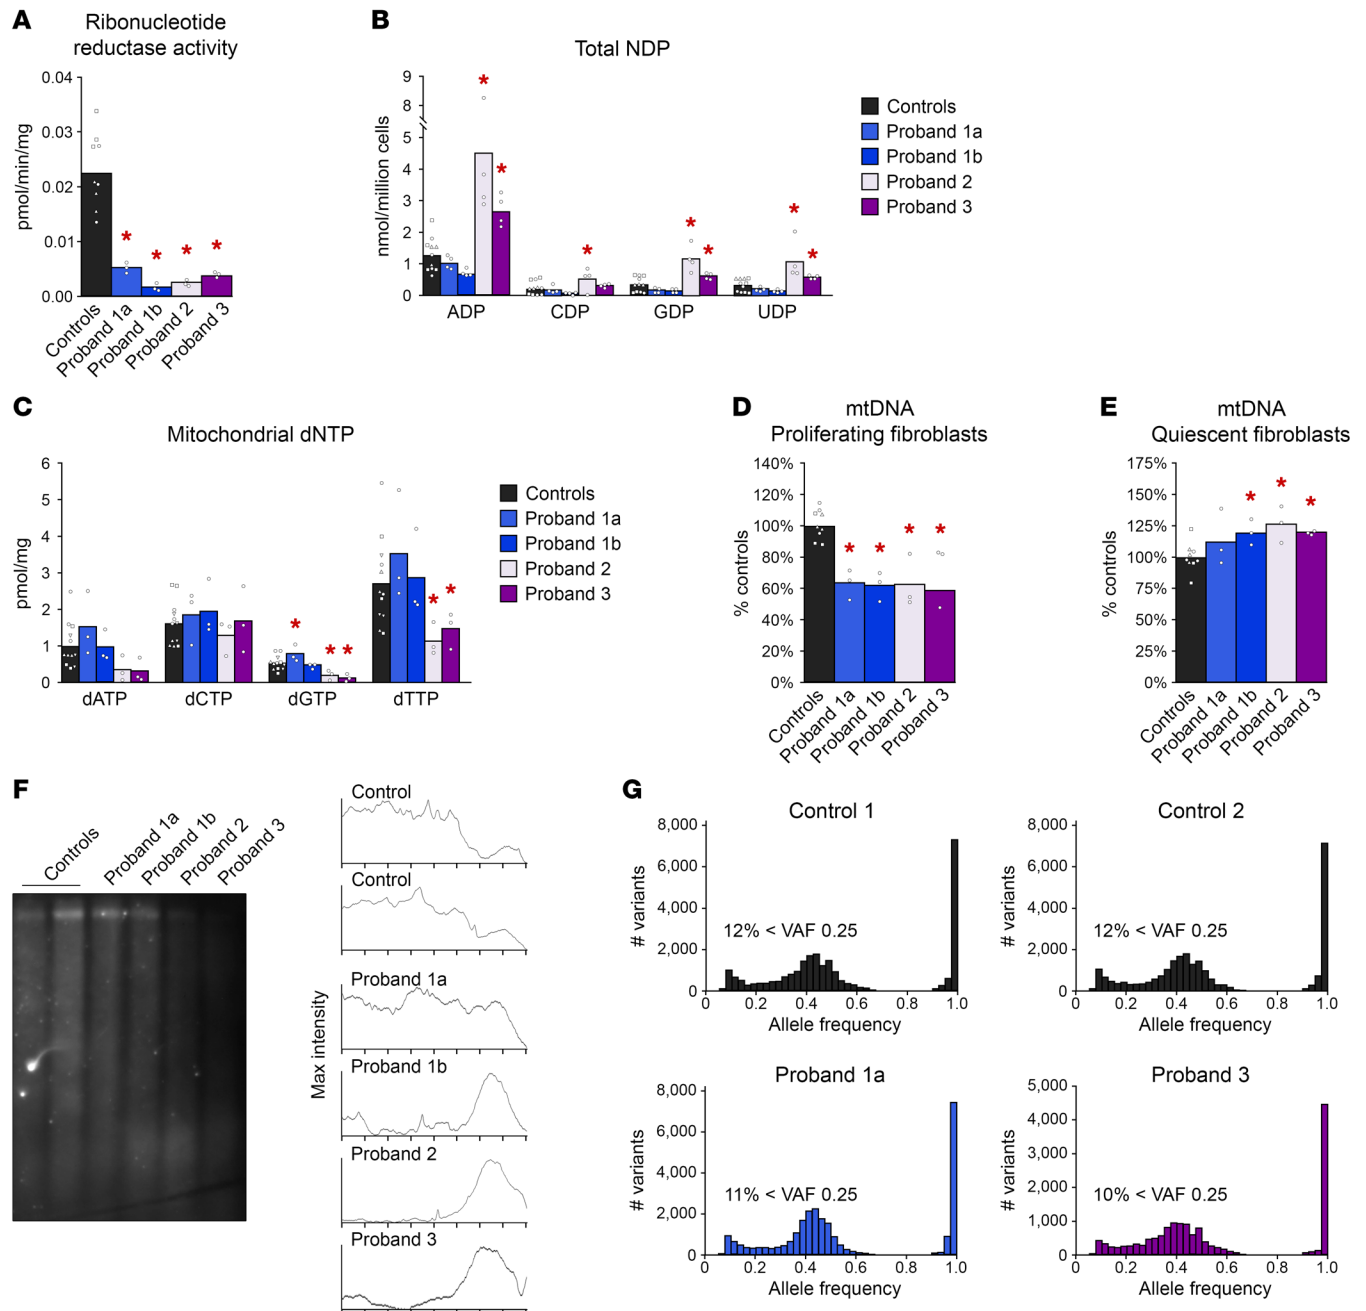 A
Ribonucleotide
reductase activity
pmol/min/mg
0.04
0.03
0.02
0.01
0.00
Controls
Proband 1a
Proband 1b
Proband 2
Proband 3
*
*
*
*
B
Total NDP
nmol/million cells
9
8
5
4
3
2
1
0
*
*
*
*
*
*
*
ADP
CDP
GDP
UDP
Controls
Proband 1a
Proband 1b
Proband 2
Proband 3
C
Mitochondrial dNTP
pmol/mg
6
5
4
3
2
1
0
*
*
*
*
*
dATP
dCTP
dGTP
dTTP
Controls
Proband 1a
Proband 1b
Proband 2
Proband 3
D
mtDNA
Proliferating fibroblasts
% controls
140%
120%
100%
80%
60%
40%
20%
0%
*
*
*
*
Controls
Proband 1a
Proband 1b
Proband 2
Proband 3
E
mtDNA
Quiescent fibroblasts
% controls
175%
150%
125%
100%
75%
50%
25%
0%
*
*
*
Controls
Proband 1a
Proband 1b
Proband 2
Proband 3
F
Controls
Proband 1a
Proband 1b
Proband 2
Proband 3
Max intensity
Control
Control
Proband 1a
Proband 1b
Proband 2
Proband 3
G
Control 1
# variants
8,000
6,000
4,000
2,000
0
12% < VAF 0.25
0 0.2 0.4 0.6 0.8 1.0
Allele frequency
Control 2
# variants
8,000
6,000
4,000
2,000
0
12% < VAF 0.25
0 0.2 0.4 0.6 0.8 1.0
Allele frequency
Proband 1a
# variants
8,000
6,000
4,000
2,000
0
11% < VAF 0.25
0 0.2 0.4 0.6 0.8 1.0
Allele frequency
Proband 3
# variants
5,000
4,000
3,000
2,000
1,000
0
10% < VAF 0.25
0 0.2 0.4 0.6 0.8 1.0
Allele frequency